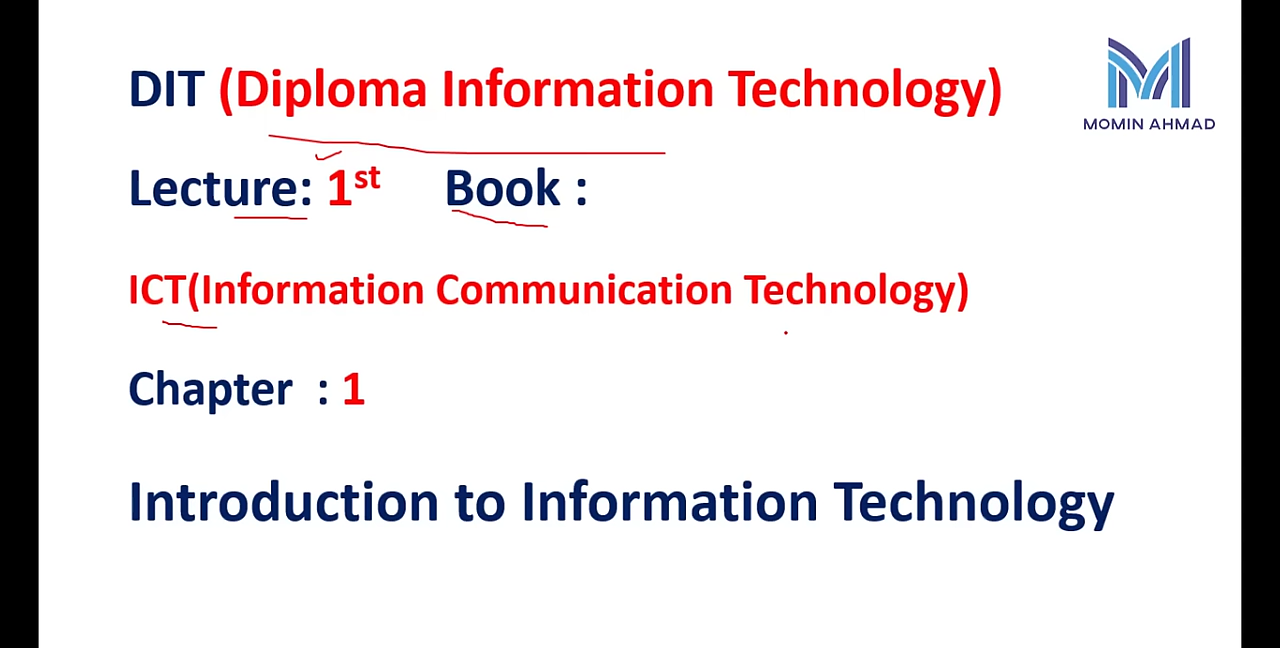 DIT (Diploma Information Technology)
MOMIN AHMAD
Lecture: 1st Book :
ICT(Information Communication Technology)
Chapter : 1
Introduction to Information Technology